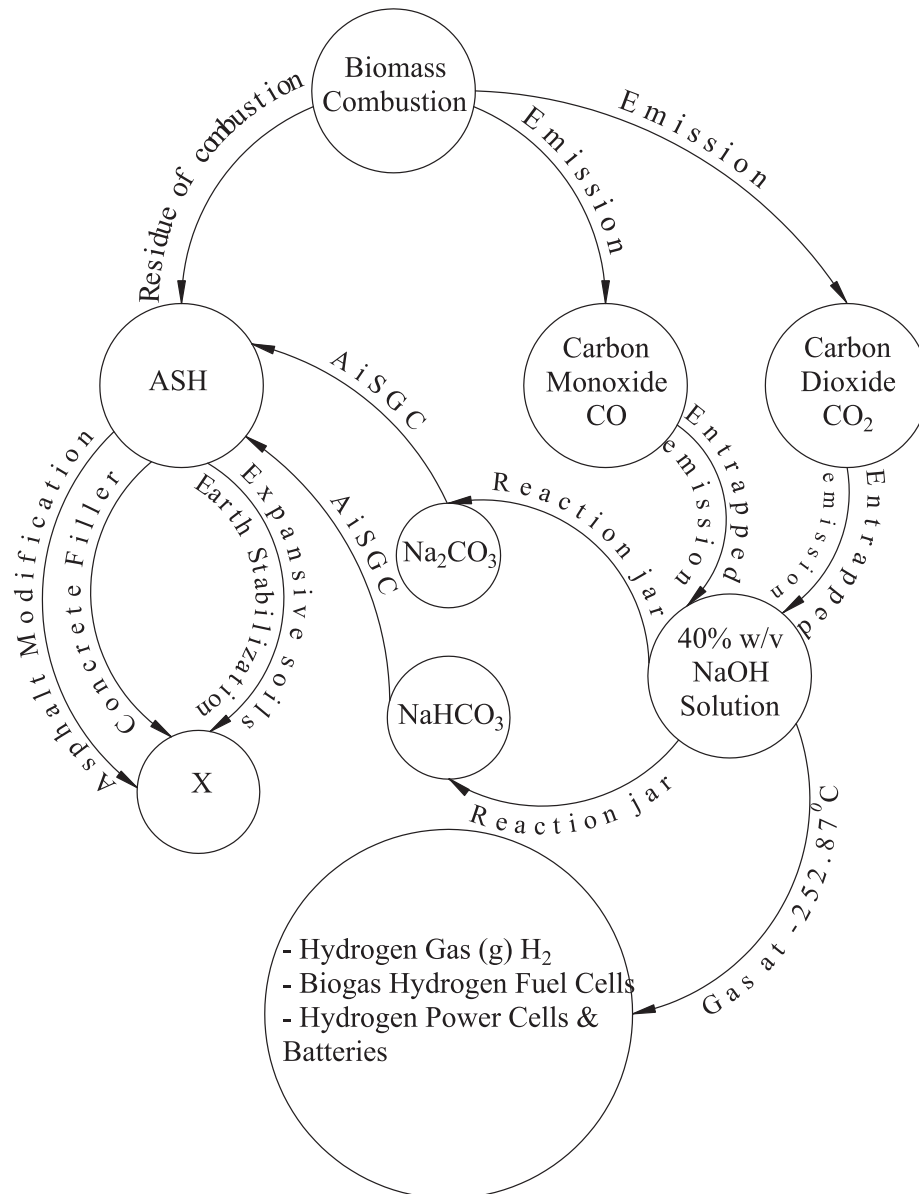 Biomass
Combustion
Residue of combustion
Emission
Emission
ASH
Carbon
Monoxide
CO
Carbon
Dioxide
CO₂
AiSGC
AiSGC
Entrapped
emission
Entrapped
emission
Reaction jar
Na₂CO₃
NaHCO₃
Reaction jar
40% w/v
NaOH
Solution
Asphalt Modification
Concrete Filler
Earth Stabilization
Expansive soils
X
Gas at -252.87⁰C
- Hydrogen Gas (g) H₂
- Biogas Hydrogen Fuel Cells
- Hydrogen Power Cells &
Batteries